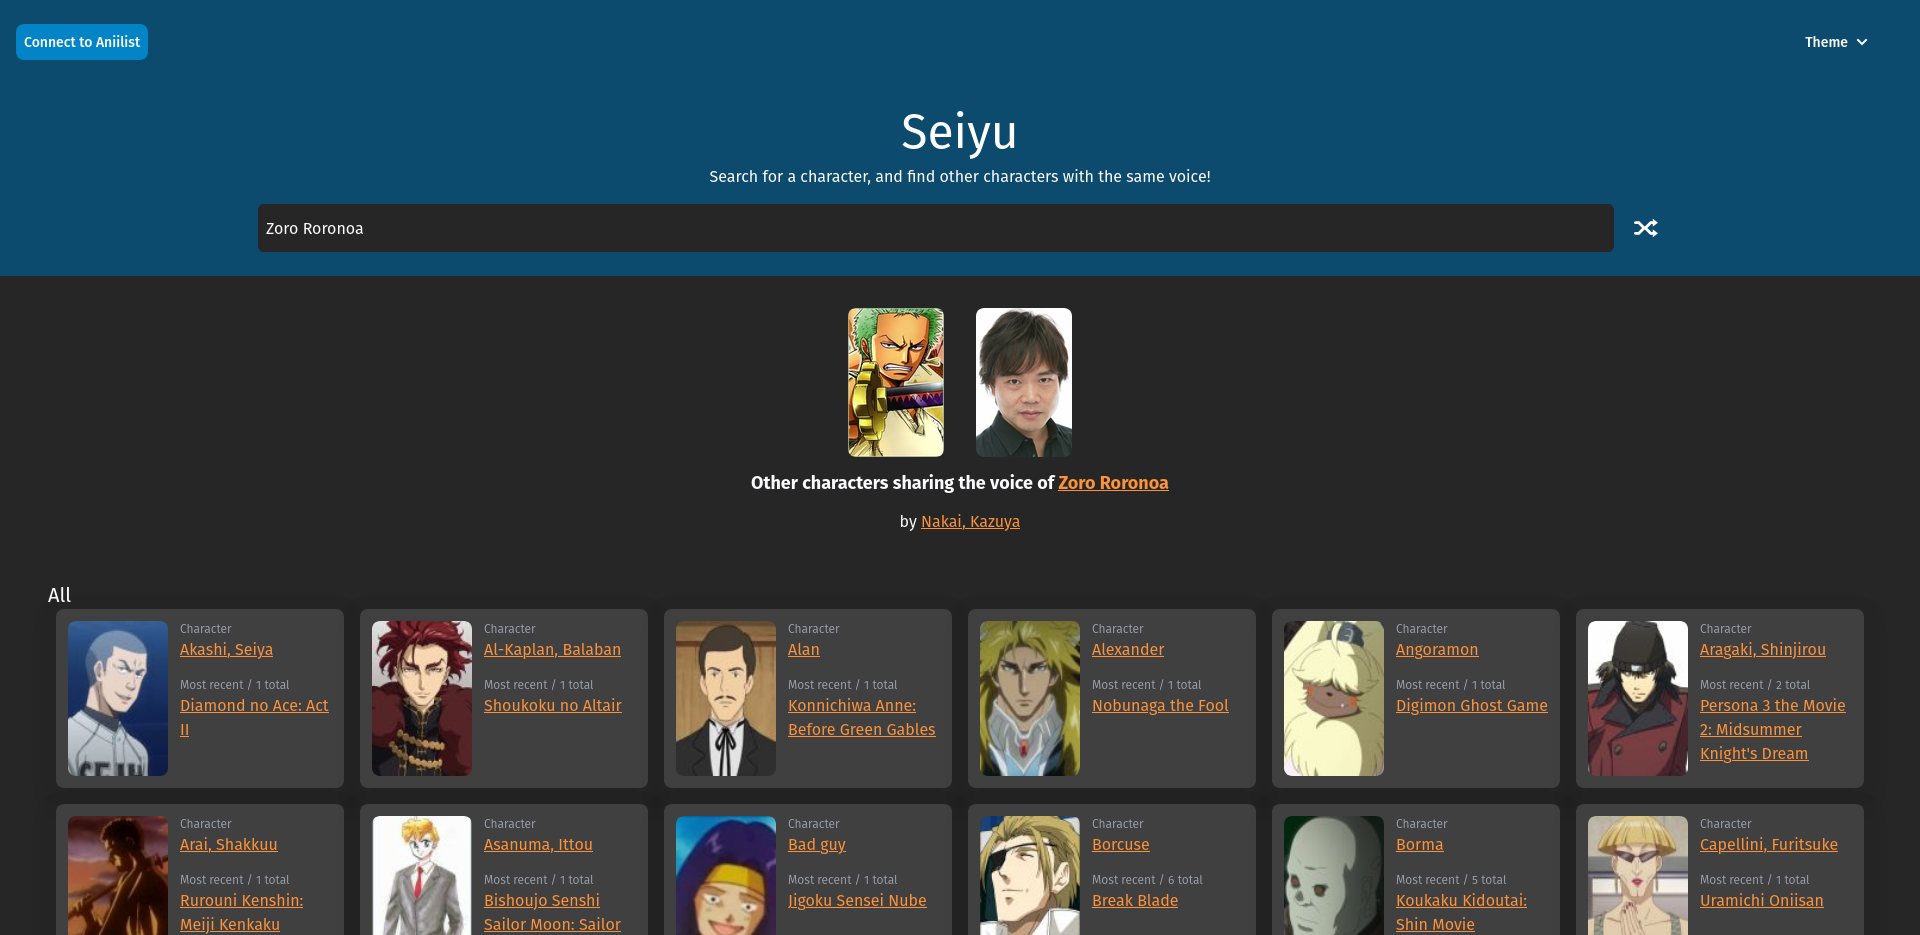 Connect to Aniilist
Theme
Seiyu
Search for a character, and find other characters with the same voice!
Zoro Roronoa
Other characters sharing the voice of Zoro Roronoa
by Nakai, Kazuya
All
Character
Akashi, Seiya
Most recent / 1 total
Diamond no Ace: Act
II
Character
Al-Kaplan, Balaban
Most recent / 1 total
Shoukoku no Altair
Character
Alan
Most recent / 1 total
Konnichiwa Anne:
Before Green Gables
Character
Alexander
Most recent / 1 total
Nobunaga the Fool
Character
Angoramon
Most recent / 1 total
Digimon Ghost Game
Character
Aragaki, Shinjirou
Most recent / 2 total
Persona 3 the Movie
2: Midsummer
Knight's Dream
Character
Arai, Shakkuu
Most recent / 1 total
Rurouni Kenshin:
Meiji Kenkaku
Character
Asanuma, Ittou
Most recent / 1 total
Bishoujo Senshi
Sailor Moon: Sailor
Character
Bad guy
Most recent / 1 total
Jigoku Sensei Nube
Character
Borcuse
Most recent / 6 total
Break Blade
Character
Borma
Most recent / 5 total
Koukaku Kidoutai:
Shin Movie
Character
Capellini, Furitsuke
Most recent / 1 total
Uramichi Oniisan